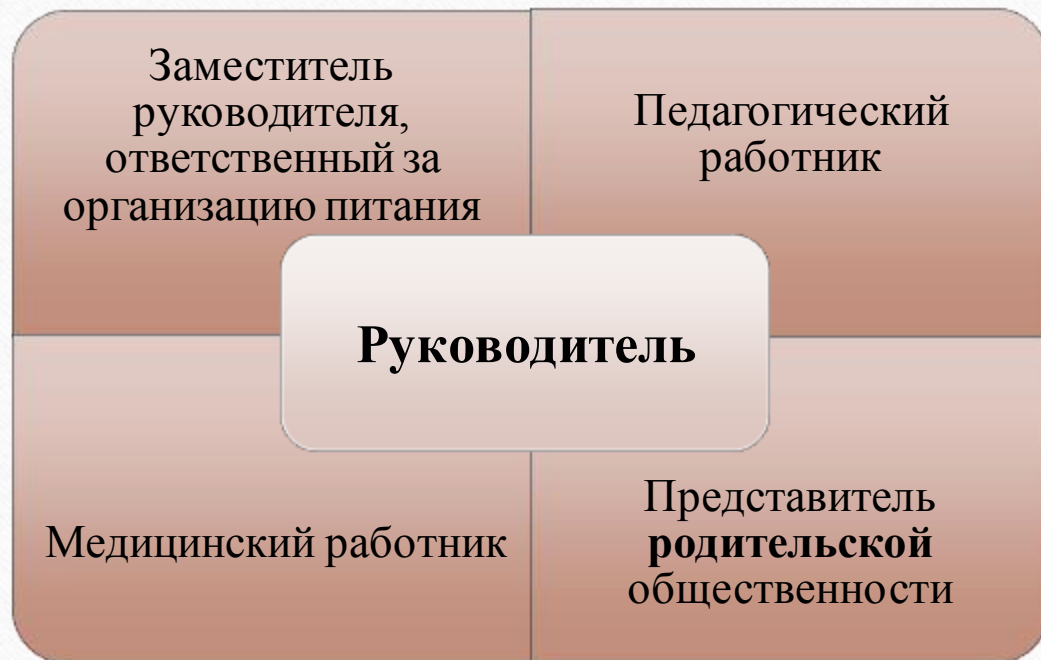 Заместитель
руководителя,
ответственный за
организацию питания
Педагогический
работник
Руководитель
Медицинский работник
Представитель
родительской
общественности